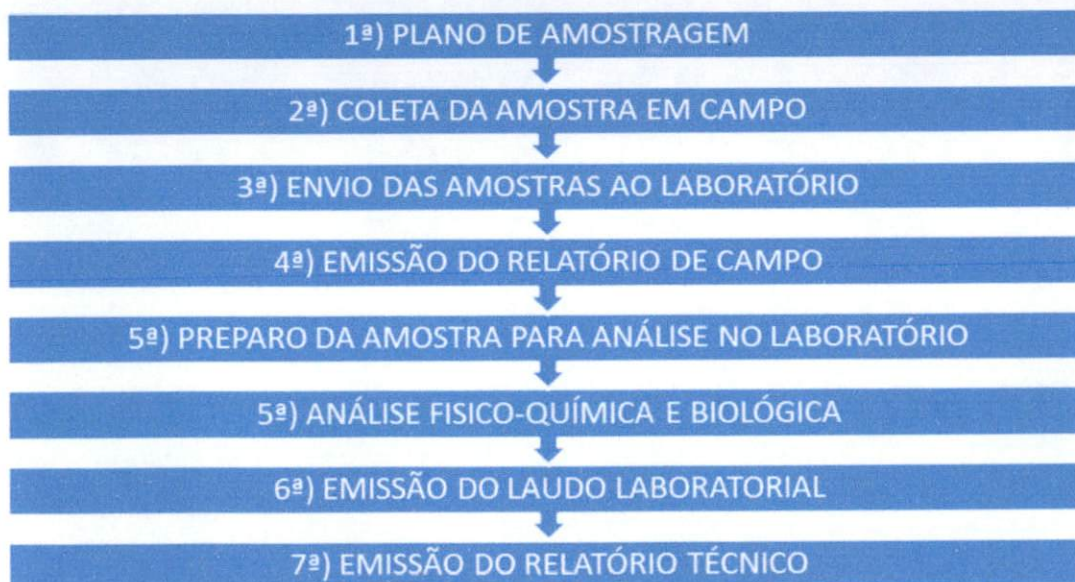 1ª) PLANO DE AMOSTRAGEM
2ª) COLETA DA AMOSTRA EM CAMPO
3ª) ENVIO DAS AMOSTRAS AO LABORATÓRIO
4ª) EMISSÃO DO RELATÓRIO DE CAMPO
5ª) PREPARO DA AMOSTRA PARA ANÁLISE NO LABORATÓRIO
5ª) ANÁLISE FISICO-QUÍMICA E BIOLÓGICA
6ª) EMISSÃO DO LAUDO LABORATORIAL
7ª) EMISSÃO DO RELATÓRIO TÉCNICO